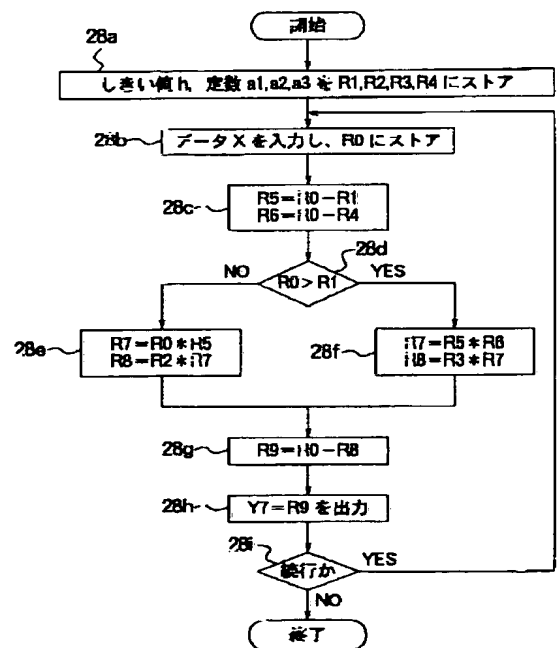 開始
28a
しきい値 h, 定数 a1,a2,a3 を R1,R2,R3,R4 にストア
28b
データ X を入力し、R0 にストア
28c
R5=R0-R1
R6=R0-R4
28d
R0>R1
NO
YES
28e
R7=R0*R5
R8=R2*R7
28f
R7=R5*R6
R8=R3*R7
28g
R9=R0-R8
28h
Y7=R9 を出力
28i
続行か
YES
NO
終了